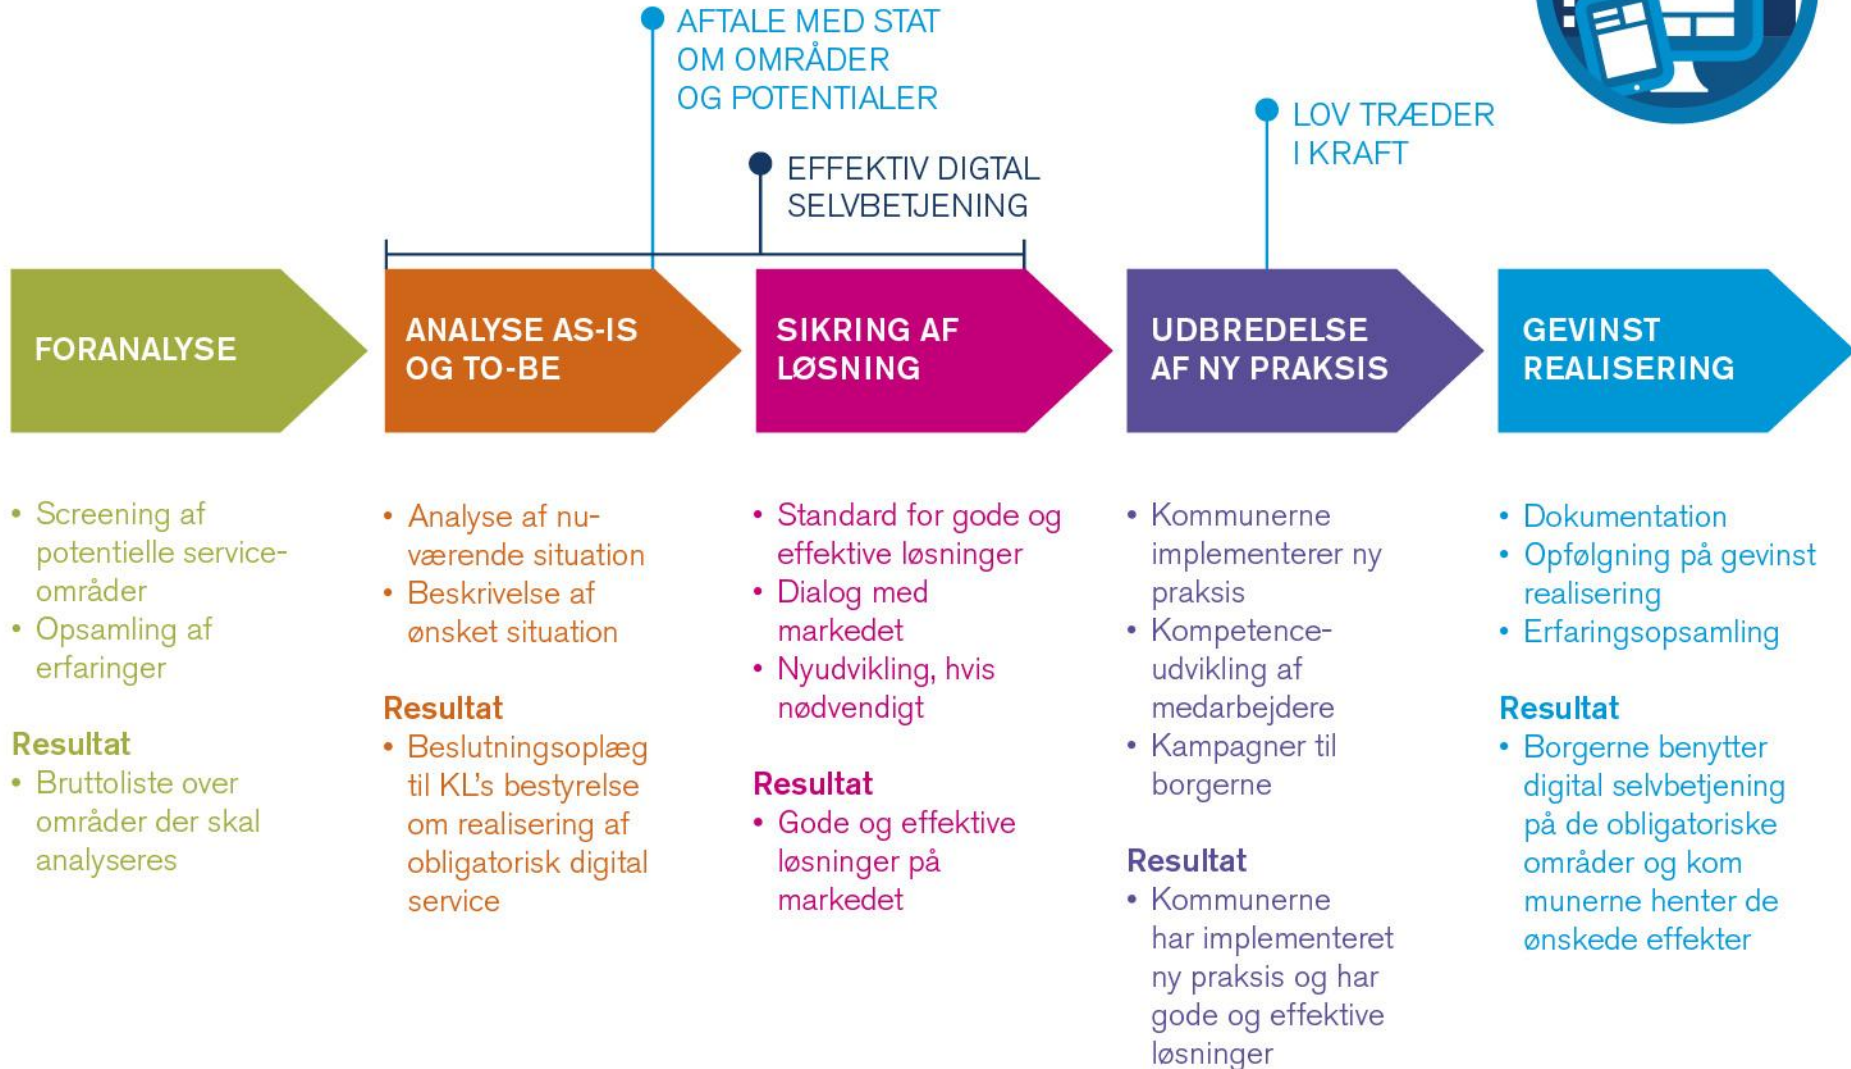 AFTALE MED STAT
OM OMRÅDER
OG POTENTIALER
EFFEKTIV DIGTAL
SELVBETJENING
LOV TRÆDER
I KRAFT
FORANALYSE
• Screening af
potentielle service-
områder
• Opsamling af
erfaringer
Resultat
• Bruttoliste over
områder der skal
analyseres
ANALYSE AS-IS
OG TO-BE
• Analyse af nu-
værende situation
• Beskrivelse af
ønsket situation
Resultat
• Beslutningsoplæg
til KL's bestyrelse
om realisering af
obligatorisk digital
service
SIKRING AF
LØSNING
• Standard for gode og
effektive løsninger
• Dialog med
markedet
• Nyudvikling, hvis
nødvendigt
Resultat
• Gode og effektive
løsninger på
markedet
UDBREDELSE
AF NY PRAKSIS
• Kommunerne
implementerer ny
praksis
• Kompetence-
udvikling af
medarbejdere
• Kampagner til
borgerne
Resultat
• Kommunerne
har implementeret
ny praksis og har
gode og effektive
løsninger
GEVINST
REALISERING
• Dokumentation
• Opfølgning på gevinst
realisering
• Erfaringsopsamling
Resultat
• Borgerne benytter
digital selvbetjening
på de obligatoriske
områder og kom
munerne henter de
ønskede effekter